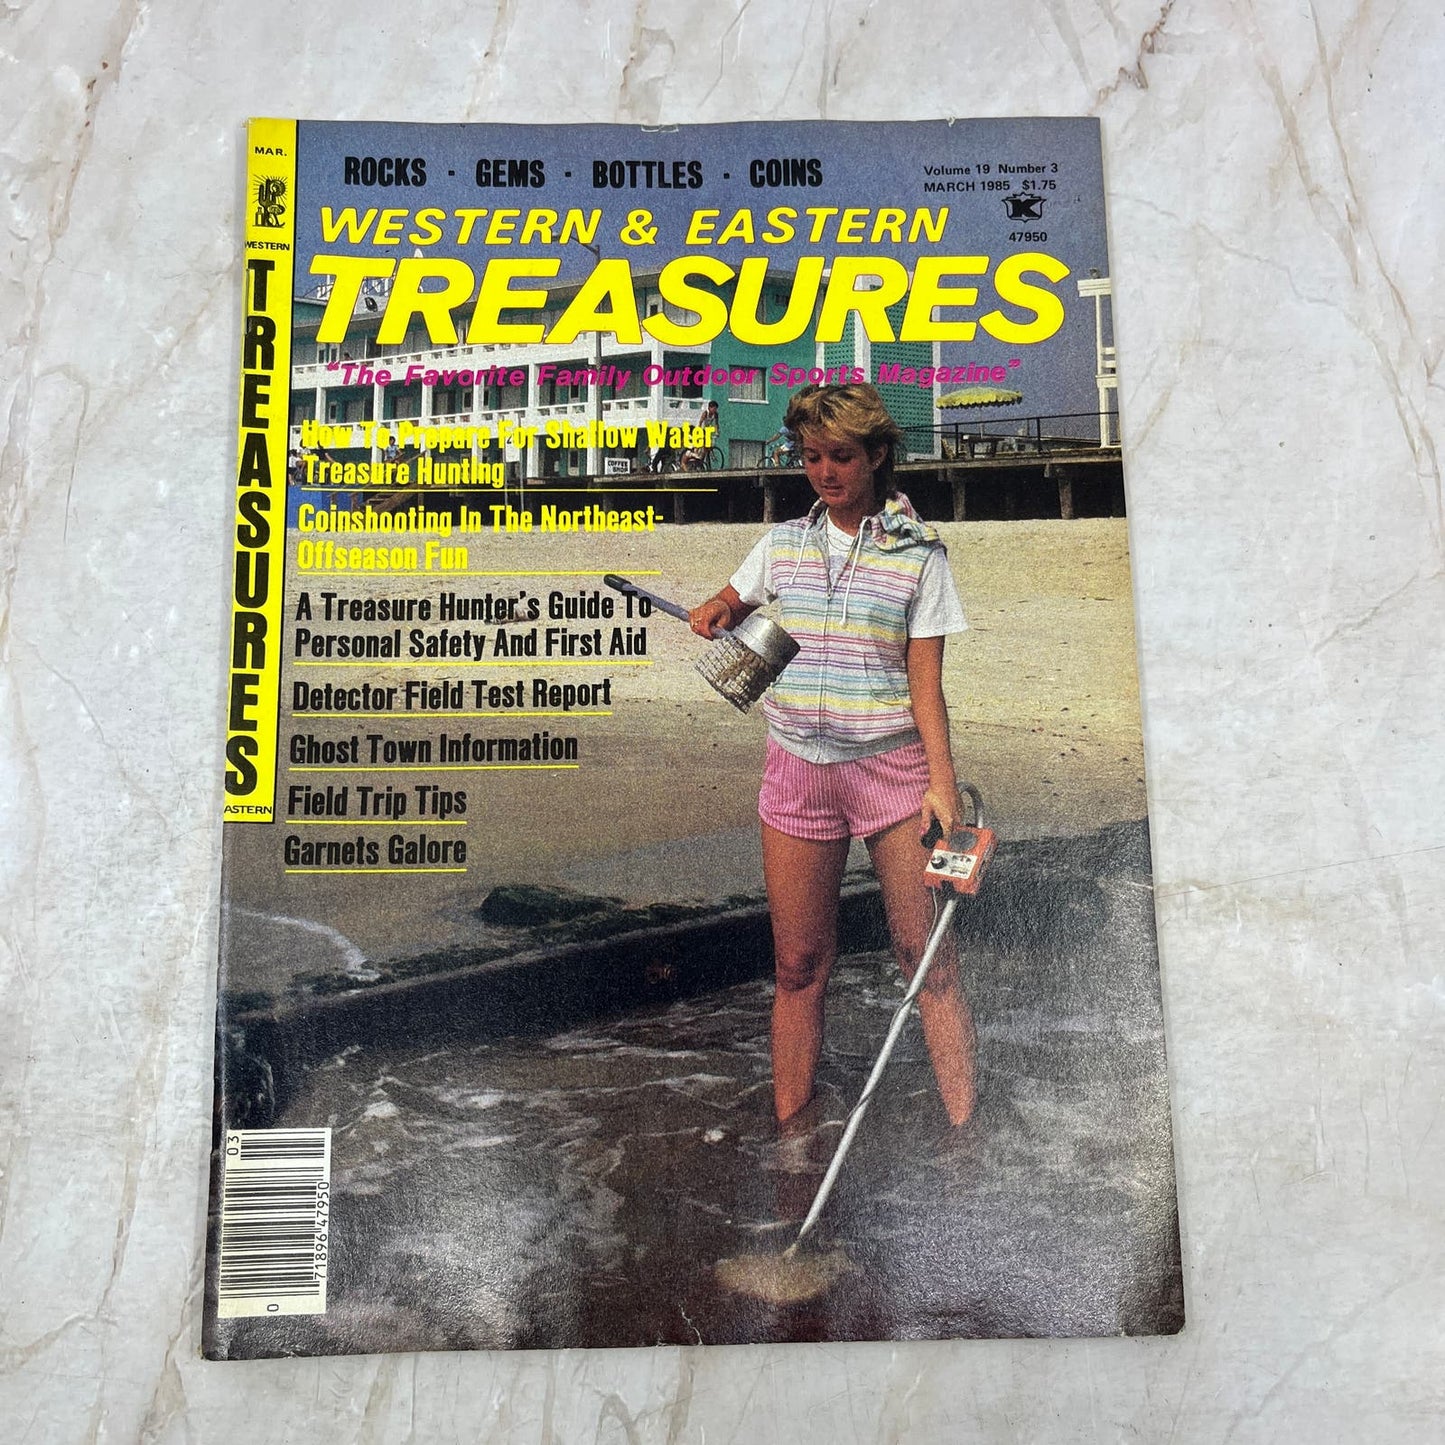 MAR.
WESTERN
TREASURES
EASTERN
ROCKS · GEMS · BOTTLES · COINS
Volume 19 Number 3
MARCH 1985 $1.75
K
47950
WESTERN & EASTERN
TREASURES
"The Favorite Family Outdoor Sports Magazine"
How To Prepare For Shallow Water
Treasure Hunting
Coinshooting In The Northeast-
Offseason Fun
A Treasure Hunter's Guide To
Personal Safety And First Aid
Detector Field Test Report
Ghost Town Information
Field Trip Tips
Garnets Galore
COFFEE
SHOP
03
0 71896 47950